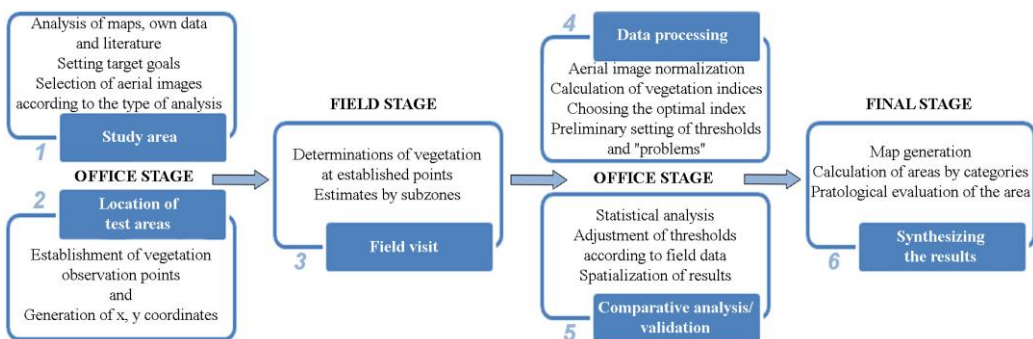 Analysis of maps, own data
and literature
Setting target goals
Selection of aerial images
according to the type of analysis
1
Study area
OFFICE STAGE
2
Location of
test areas
Establishment of vegetation
observation points
and
Generation of x, y coordinates
FIELD STAGE
Determinations of vegetation
at established points
Estimates by subzones
3
Field visit
4
Data processing
Aerial image normalization
Calculation of vegetation indices
Choosing the optimal index
Preliminary setting of thresholds
and "problems"
OFFICE STAGE
Statistical analysis
Adjustment of thresholds
according to field data
Spatialization of results
5
Comparative analysis/
validation
FINAL STAGE
Map generation
Calculation of areas by categories
Pratological evaluation of the area
6
Synthesizing
the results